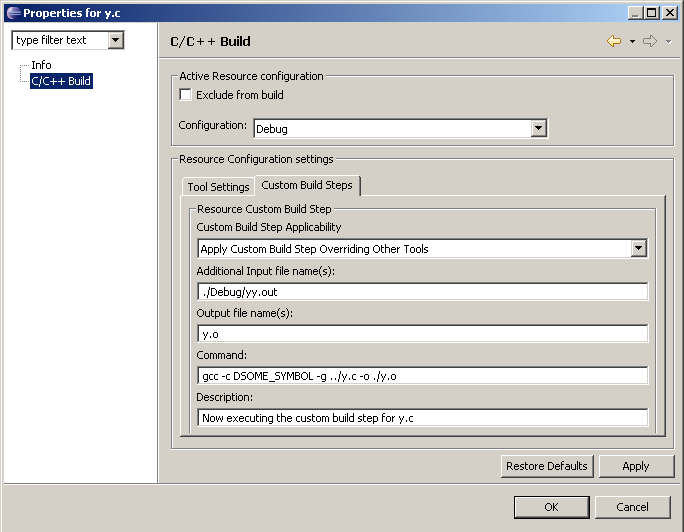 Properties for y.c
type filter text
C/C++ Build
Info
C/C++ Build
Active Resource configuration
Exclude from build
Configuration:
Debug
Resource Configuration settings
Tool Settings
Custom Build Steps
Resource Custom Build Step
Custom Build Step Applicability
Apply Custom Build Step Overriding Other Tools
Additional Input file name(s):
./Debug/yy.out
Output file name(s):
y.o
Command:
gcc -c DSOME_SYMBOL -g ../y.c -o ./y.o
Description:
Now executing the custom build step for y.c
Restore Defaults
Apply
OK
Cancel